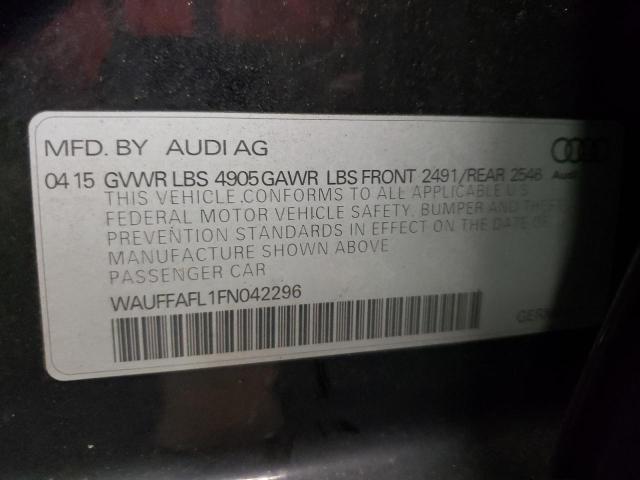 MFD. BY AUDI AG
04 15 GVWR LBS 4905 GAWR LBS FRONT 2491/REAR 2546
THIS VEHICLE CONFORMS TO ALL APPLICABLE U.S.
FEDERAL MOTOR VEHICLE SAFETY, BUMPER AND THEFT
PREVENTION STANDARDS IN EFFECT ON THE DATE OF
MANUFACTURE SHOWN ABOVE
PASSENGER CAR
WAUFFAFL1FN042296
Audi